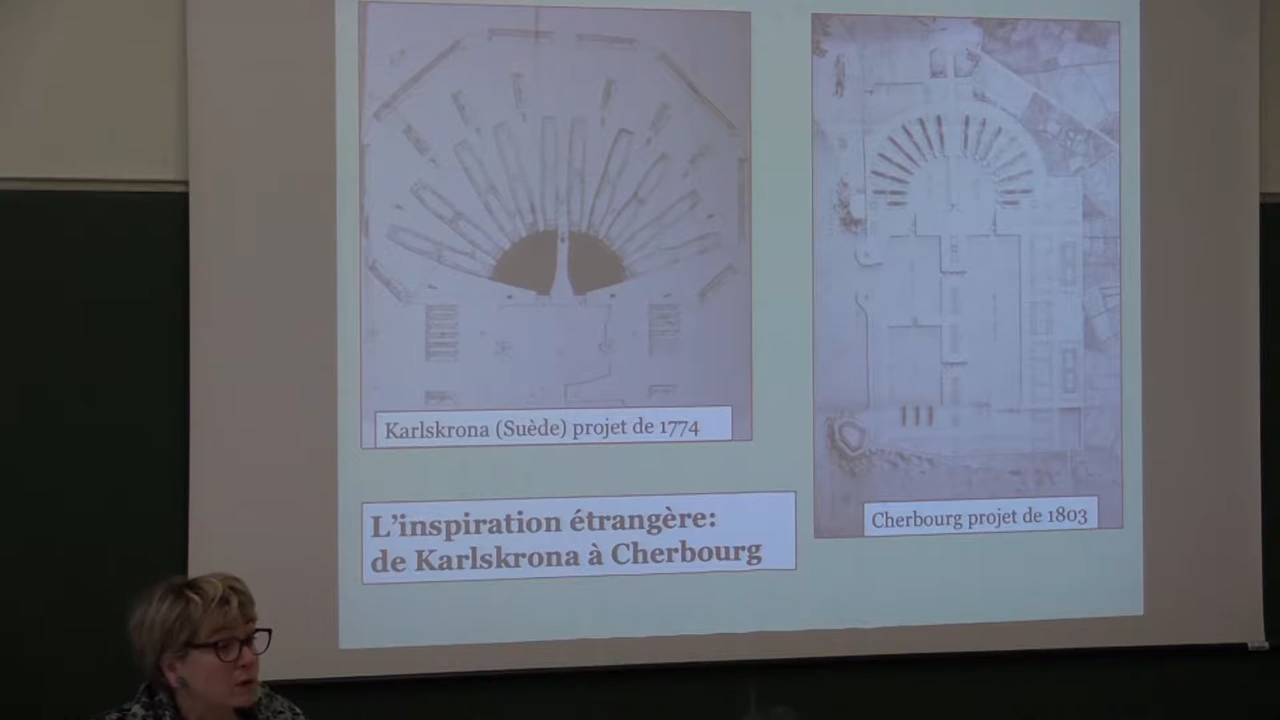 Karlskrona (Suède) projet de 1774
Cherbourg projet de 1803
L'inspiration étrangère:
de Karlskrona à Cherbourg